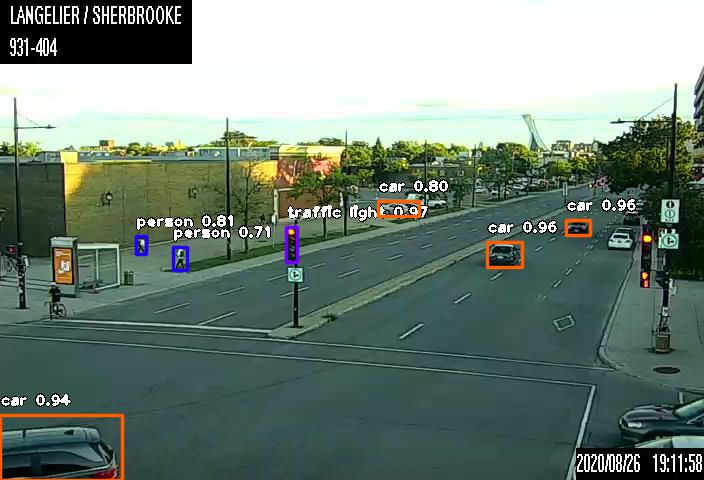 LANGELIER / SHERBROOKE
931-404
car 0.80
person 0.81
traffic light 0.97
car 0.96
person 0.71
car 0.96
car 0.94
2020/08/26 19:11:58